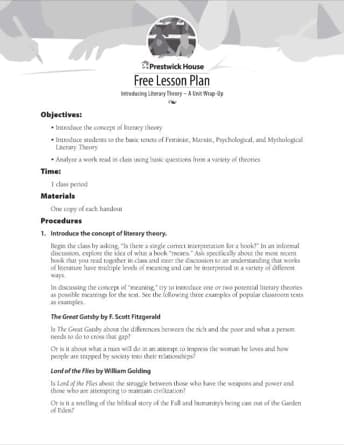 Prestwick House
Free Lesson Plan
Introducing Literary Theory – A Unit Wrap-Up
Objectives:
• Introduce the concept of literary theory
• Introduce students to the basic tenets of Feminist, Marxist, Psychological, and Mythological
Literary Theory
• Analyze a work read in class using basic questions from a variety of theories
Time:
1 class period
Materials
One copy of each handout
Procedures
1. Introduce the concept of literary theory.
Begin the class by asking, "Is there a single correct interpretation for a book?" In an informal
discussion, explore the idea of what a book "means." Ask specifically about the most recent
book that you read together in class and steer the discussion to an understanding that works
of literature have multiple levels of meaning and can be interpreted in a variety of different
ways.
In discussing the concept of "meaning," try to introduce one or two potential literary theories
as possible meanings for the text. See the following three examples of popular classroom texts
as examples.
The Great Gatsby by F. Scott Fitzgerald
Is The Great Gatsby about the differences between the rich and the poor and what a person
needs to do to cross that gap?
Or is it about what a man will do in an attempt to impress the woman he loves and how
people are trapped by society into their relationships?
Lord of the Flies by William Golding
Is Lord of the Flies about the struggle between those who have the weapons and power and
those who are attempting to maintain civilization?
Or is it a retelling of the biblical story of the Fall and humanity's being cast out of the Garden
of Eden?